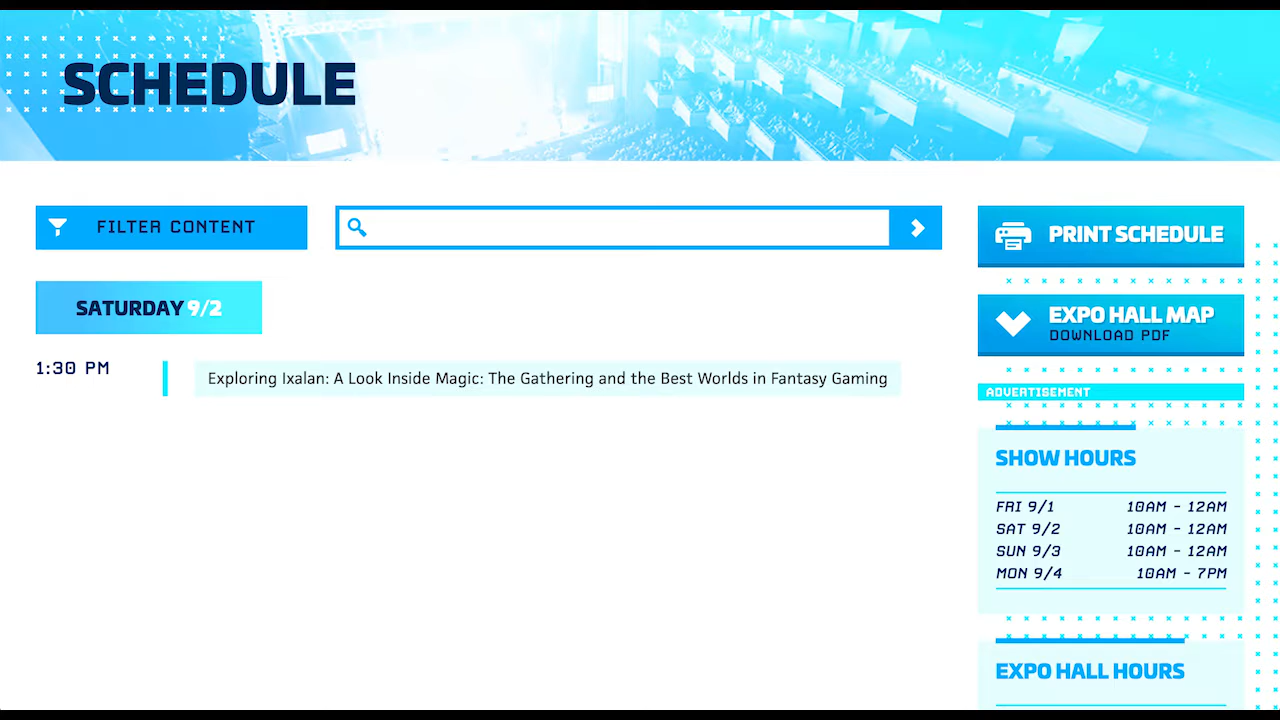 SCHEDULE
FILTER CONTENT
SATURDAY 9/2
1:30 PM
Exploring Ixalan: A Look Inside Magic: The Gathering and the Best Worlds in Fantasy Gaming
PRINT SCHEDULE
EXPO HALL MAP
DOWNLOAD PDF
ADVERTISEMENT
SHOW HOURS
FRI 9/1 10AM - 12AM
SAT 9/2 10AM - 12AM
SUN 9/3 10AM - 12AM
MON 9/4 10AM - 7PM
EXPO HALL HOURS